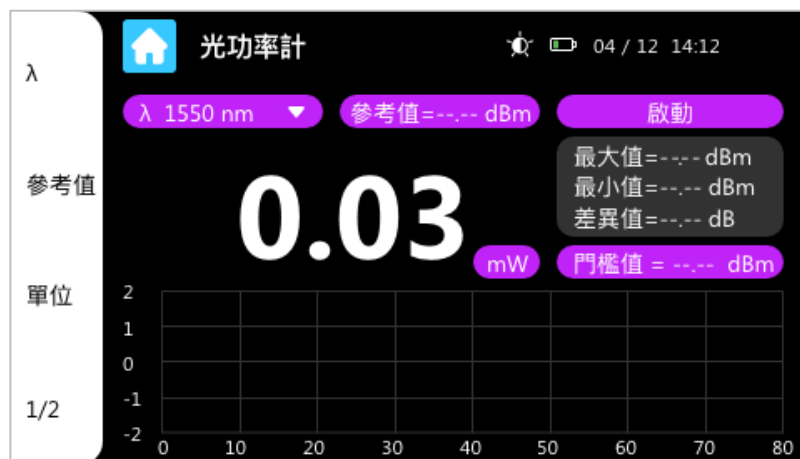 光功率計
04 / 12 14:12
λ
參考值
單位
1/2
λ 1550 nm
參考值=--.-- dBm
啟動
最大值=--.-- dBm
最小值=--.-- dBm
差異值=--.-- dB
0.03
mW
門檻值 = --.-- dBm
2
1
0
-1
-2
0 10 20 30 40 50 60 70 80